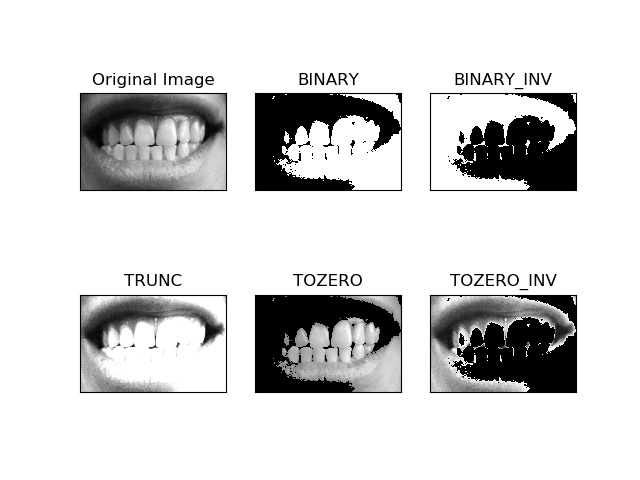 Original Image
BINARY
BINARY_INV
TRUNC
TOZERO
TOZERO_INV